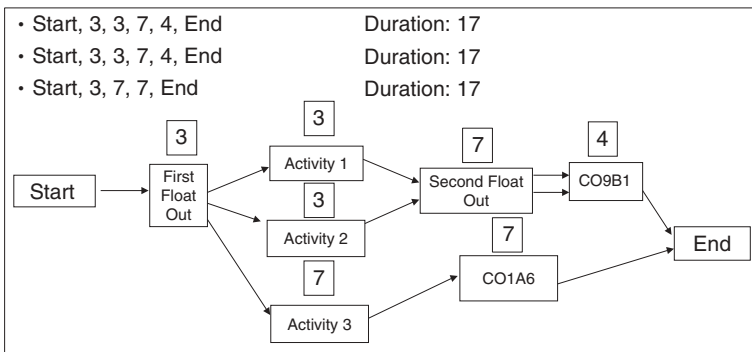 • Start, 3, 3, 7, 4, End Duration: 17
• Start, 3, 3, 7, 4, End Duration: 17
• Start, 3, 7, 7, End Duration: 17
3
3
7
4
Start
First
Float
Out
Activity 1
Second Float
Out
CO9B1
3
Activity 2
7
End
7
CO1A6
Activity 3